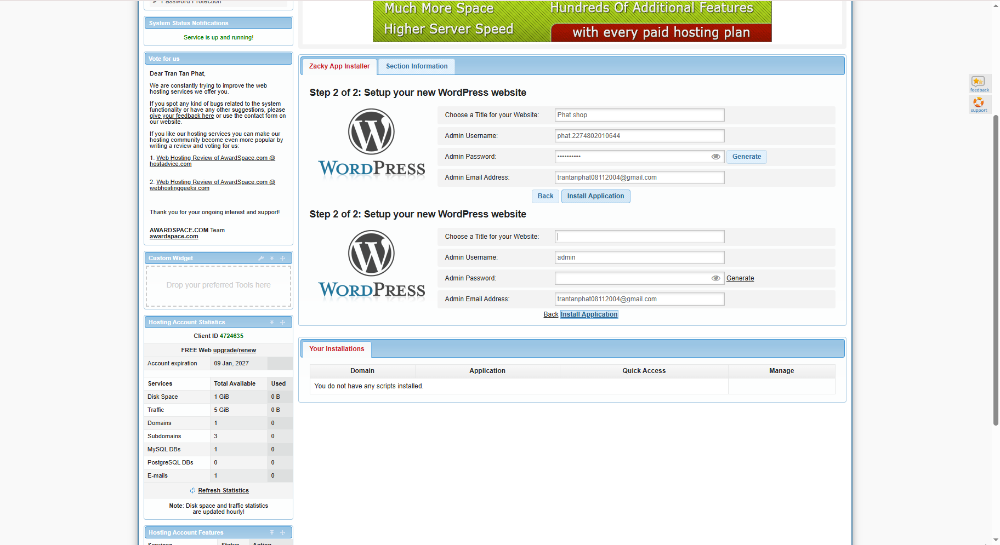 » Password Protection
System Status Notifications
Service is up and running!
Vote for us
Dear Tran Tan Phat,
We are constantly trying to improve the web
hosting services we offer you.
If you spot any kind of bugs related to the system
functionality or have any other suggestions, please
give your feedback here or use the contact form on
our website.
If you like our hosting services you can make our
hosting community become even more popular by
writing a review and voting for us:
1. Web Hosting Review of AwardSpace.com @
hostadvice.com
2. Web Hosting Review of AwardSpace.com @
webhostinggeeks.com
Thank you for your ongoing interest and support!
AWARDSPACE.COM Team
awardspace.com
Custom Widget
Drop your preferred Tools here
Hosting Account Statistics
Client ID 4724635
FREE Web upgrade/renew
Account expiration 09 Jan, 2027
Services Total Available Used
Disk Space 1 GiB 0 B
Traffic 5 GiB 0 B
Domains 1 0
Subdomains 3 0
MySQL DBs 1 0
PostgreSQL DBs 0 0
E-mails 1 0
Refresh Statistics
Note: Disk space and traffic statistics
are updated hourly!
Hosting Account Features
Services Status Action
Much More Space
Higher Server Speed
Hundreds Of Additional Features
with every paid hosting plan
Zacky App Installer Section Information
Step 2 of 2: Setup your new WordPress website
WORDPRESS
Choose a Title for your Website: Phat shop
Admin Username: phat.2274802010644
Admin Password: •••••••••• Generate
Admin Email Address: trantanphat08112004@gmail.com
Back Install Application
Step 2 of 2: Setup your new WordPress website
WORDPRESS
Choose a Title for your Website:
Admin Username: admin
Admin Password: Generate
Admin Email Address: trantanphat08112004@gmail.com
Back Install Application
Your Installations
Domain Application Quick Access Manage
You do not have any scripts installed.
feedback
support